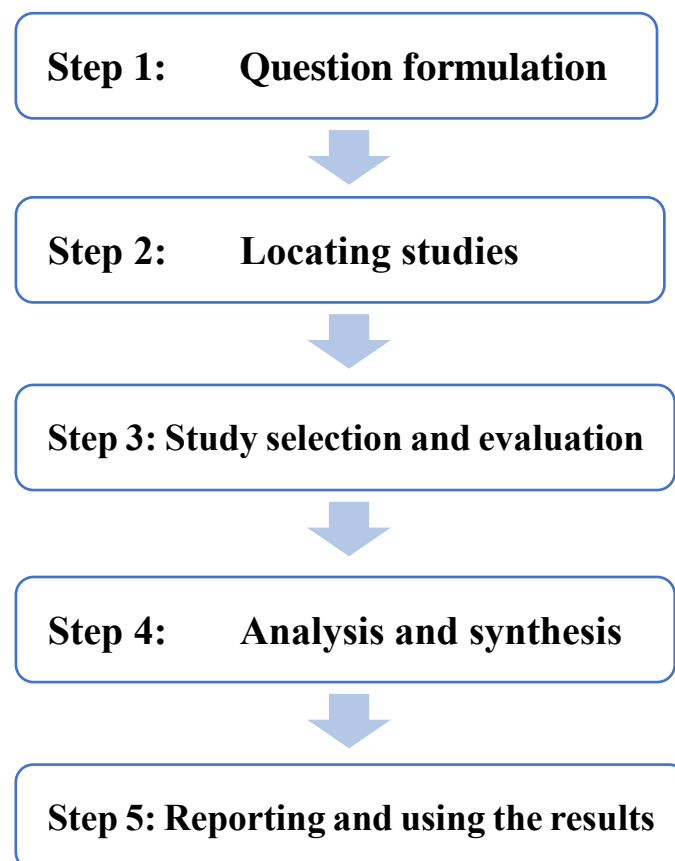 Step 1: Question formulation
Step 2: Locating studies
Step 3: Study selection and evaluation
Step 4: Analysis and synthesis
Step 5: Reporting and using the results